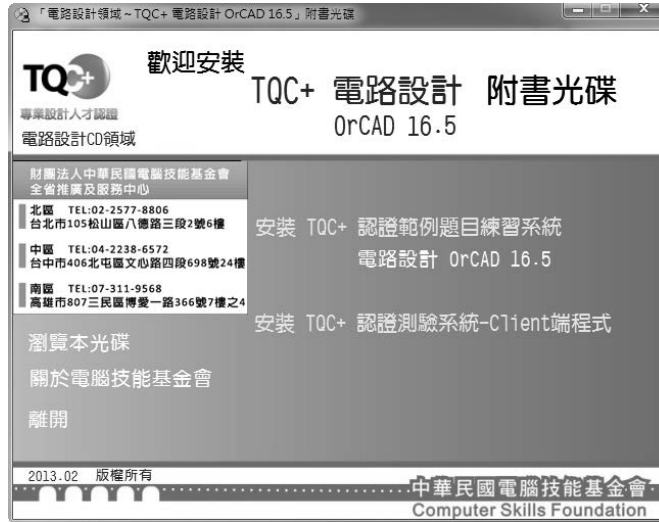 「電路設計領域~TQC+ 電路設計 OrCAD 16.5」附書光碟
TQC+
專業設計人才認證
電路設計CD領域
歡迎安裝
TQC+ 電路設計 附書光碟
OrCAD 16.5
財團法人中華民國電腦技能基金會
全省推廣及服務中心
北區 TEL:02-2577-8806
台北市105松山區八德路三段2號6樓
中區 TEL:04-2238-6572
台中市406北屯區文心路四段698號24樓
南區 TEL:07-311-9568
高雄市807三民區博愛一路366號7樓之4
瀏覽本光碟
關於電腦技能基金會
離開
安裝 TQC+ 認證範例題目練習系統
電路設計 OrCAD 16.5
安裝 TQC+ 認證測驗系統-Client端程式
2013.02 版權所有
中華民國電腦技能基金會
Computer Skills Foundation